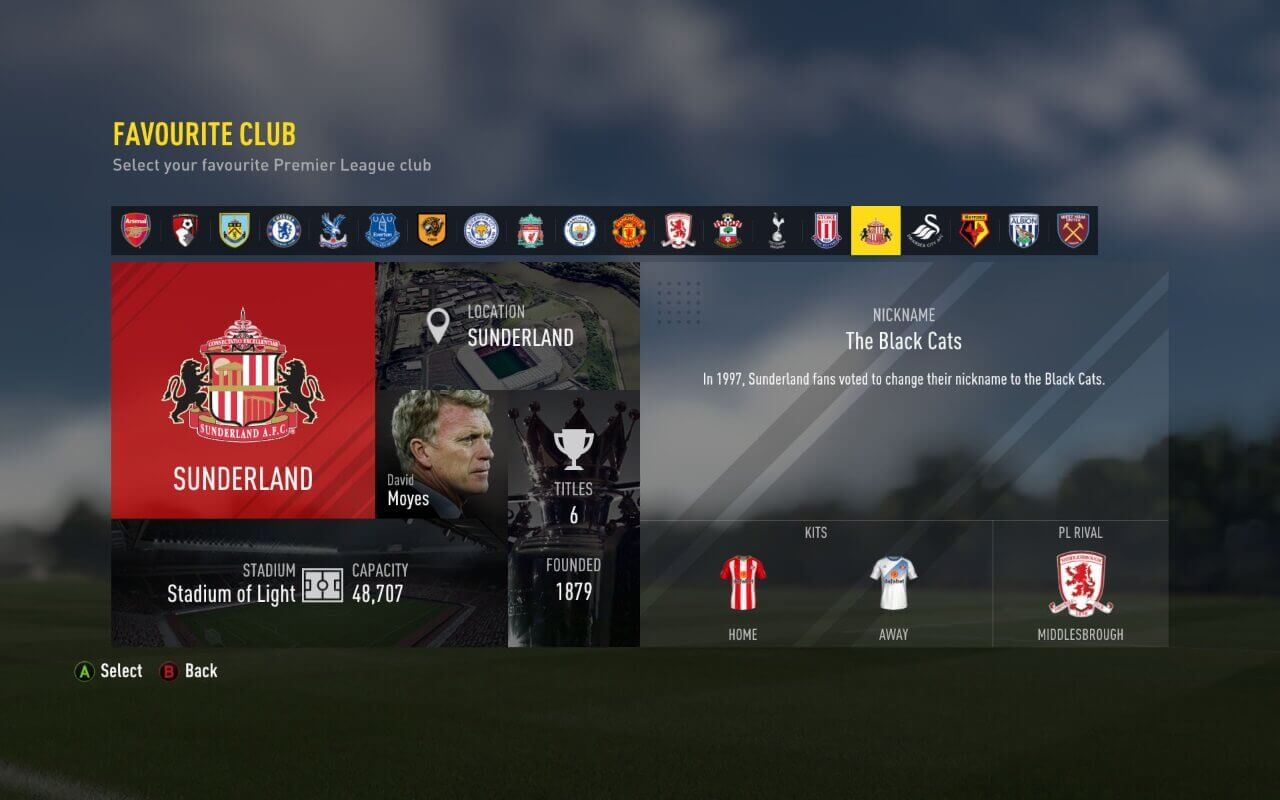 FAVOURITE CLUB
Select your favourite Premier League club
Arsenal
SUNDERLAND A.F.C.
SUNDERLAND
LOCATION
SUNDERLAND
David
Moyes
TITLES
6
FOUNDED
1879
STADIUM
Stadium of Light
CAPACITY
48,707
NICKNAME
The Black Cats
In 1997, Sunderland fans voted to change their nickname to the Black Cats.
KITS
HOME
AWAY
PL RIVAL
MIDDLESBROUGH
A Select
B Back